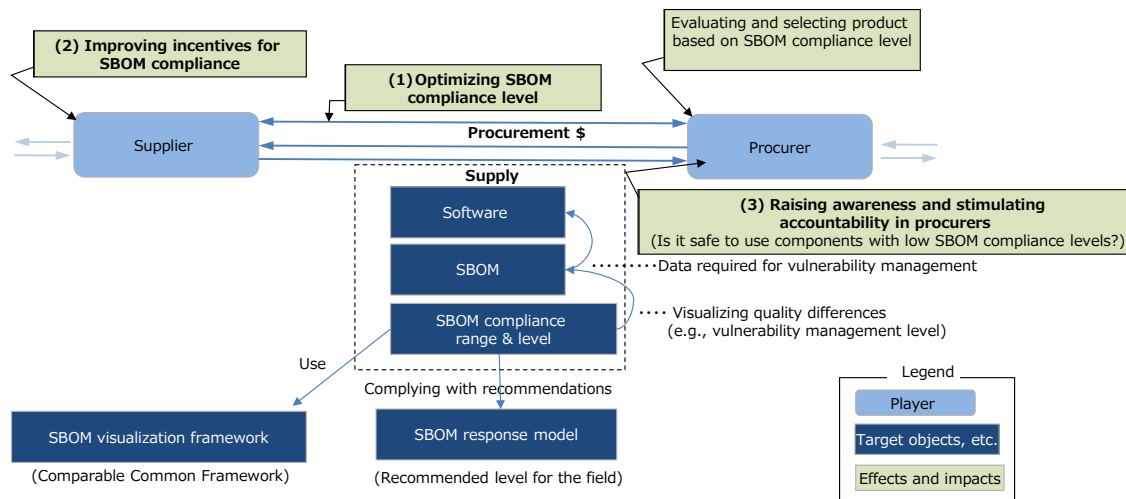 (2) Improving incentives for
SBOM compliance
(1)Optimizing SBOM
compliance level
Evaluating and selecting product
based on SBOM compliance level
Supplier
Procurement $
Procurer
Supply
Software
SBOM
SBOM compliance
range & level
(3) Raising awareness and stimulating
accountability in procurers
(Is it safe to use components with low SBOM compliance levels?)
Data required for vulnerability management
Visualizing quality differences
(e.g., vulnerability management level)
Use
Complying with recommendations
SBOM visualization framework
(Comparable Common Framework)
SBOM response model
(Recommended level for the field)
Legend
Player
Target objects, etc.
Effects and impacts